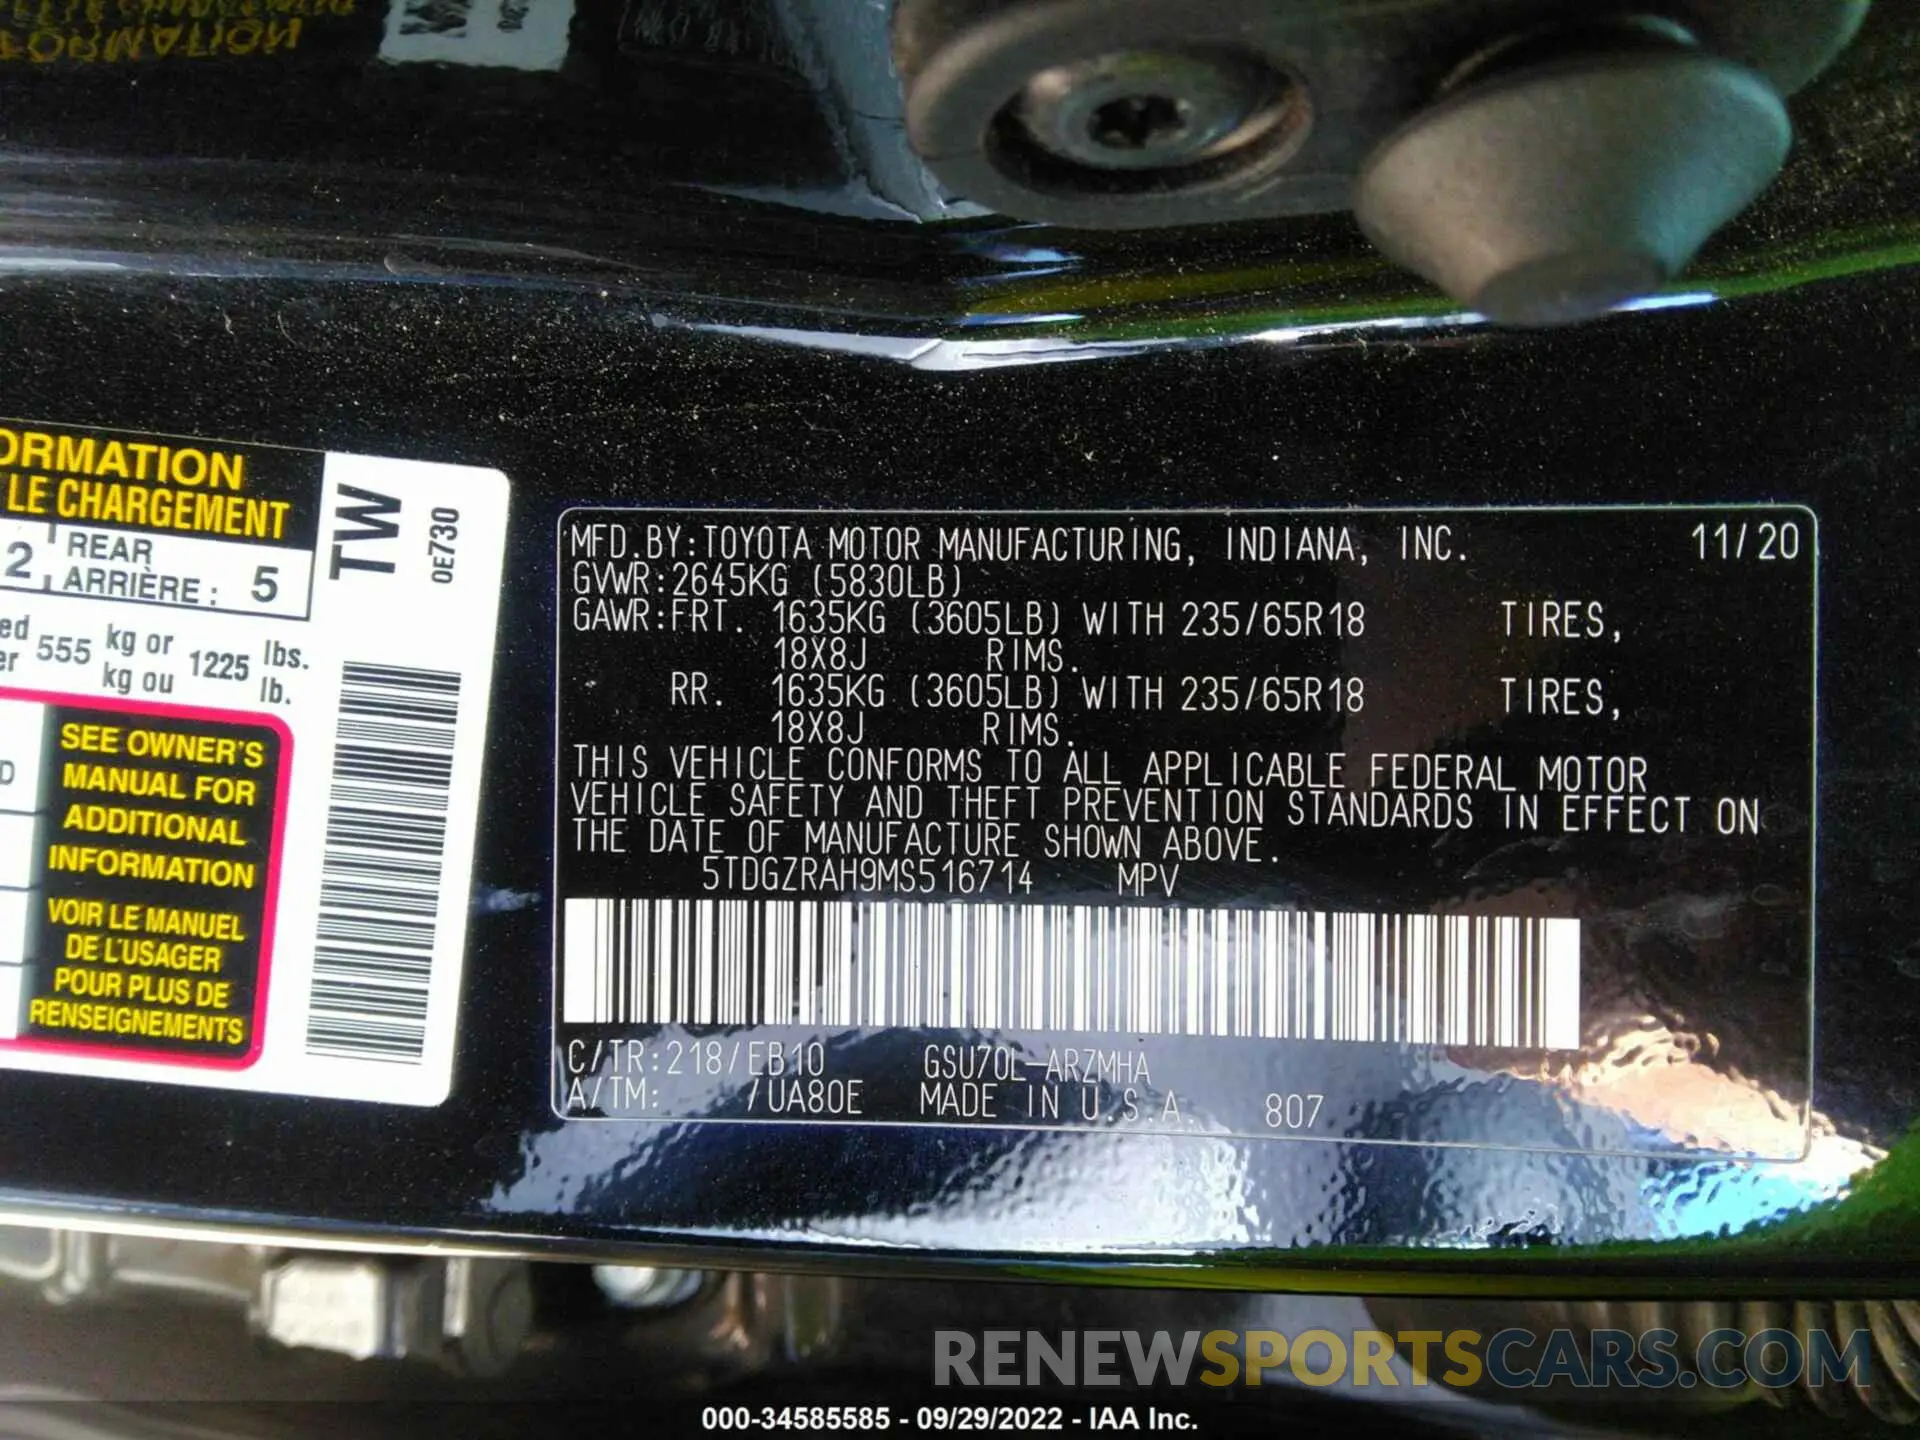 FORMATION
ORMATION
LE CHARGEMENT
2 REAR
ARRIÈRE : 5
TW
0E730
ed 555 kg or 1225 lbs.
er kg ou lb.
D
SEE OWNER'S
MANUAL FOR
ADDITIONAL
INFORMATION
VOIR LE MANUEL
DE L'USAGER
POUR PLUS DE
RENSEIGNEMENTS
MFD.BY:TOYOTA MOTOR MANUFACTURING, INDIANA, INC. 11/20
GVWR:2645KG (5830LB)
GAWR:FRT. 1635KG (3605LB) WITH 235/65R18 TIRES,
18X8J RIMS.
RR. 1635KG (3605LB) WITH 235/65R18 TIRES,
18X8J RIMS.
THIS VEHICLE CONFORMS TO ALL APPLICABLE FEDERAL MOTOR
VEHICLE SAFETY AND THEFT PREVENTION STANDARDS IN EFFECT ON
THE DATE OF MANUFACTURE SHOWN ABOVE.
5TDGZRAH9MS516714 MPV
C/TR:218/EB10 GSU70L-ARZMHA
A/TM: /UA80E MADE IN U.S.A. 807
RENEWSPORTSCARS.COM
000-34585585 - 09/29/2022 - IAA Inc.